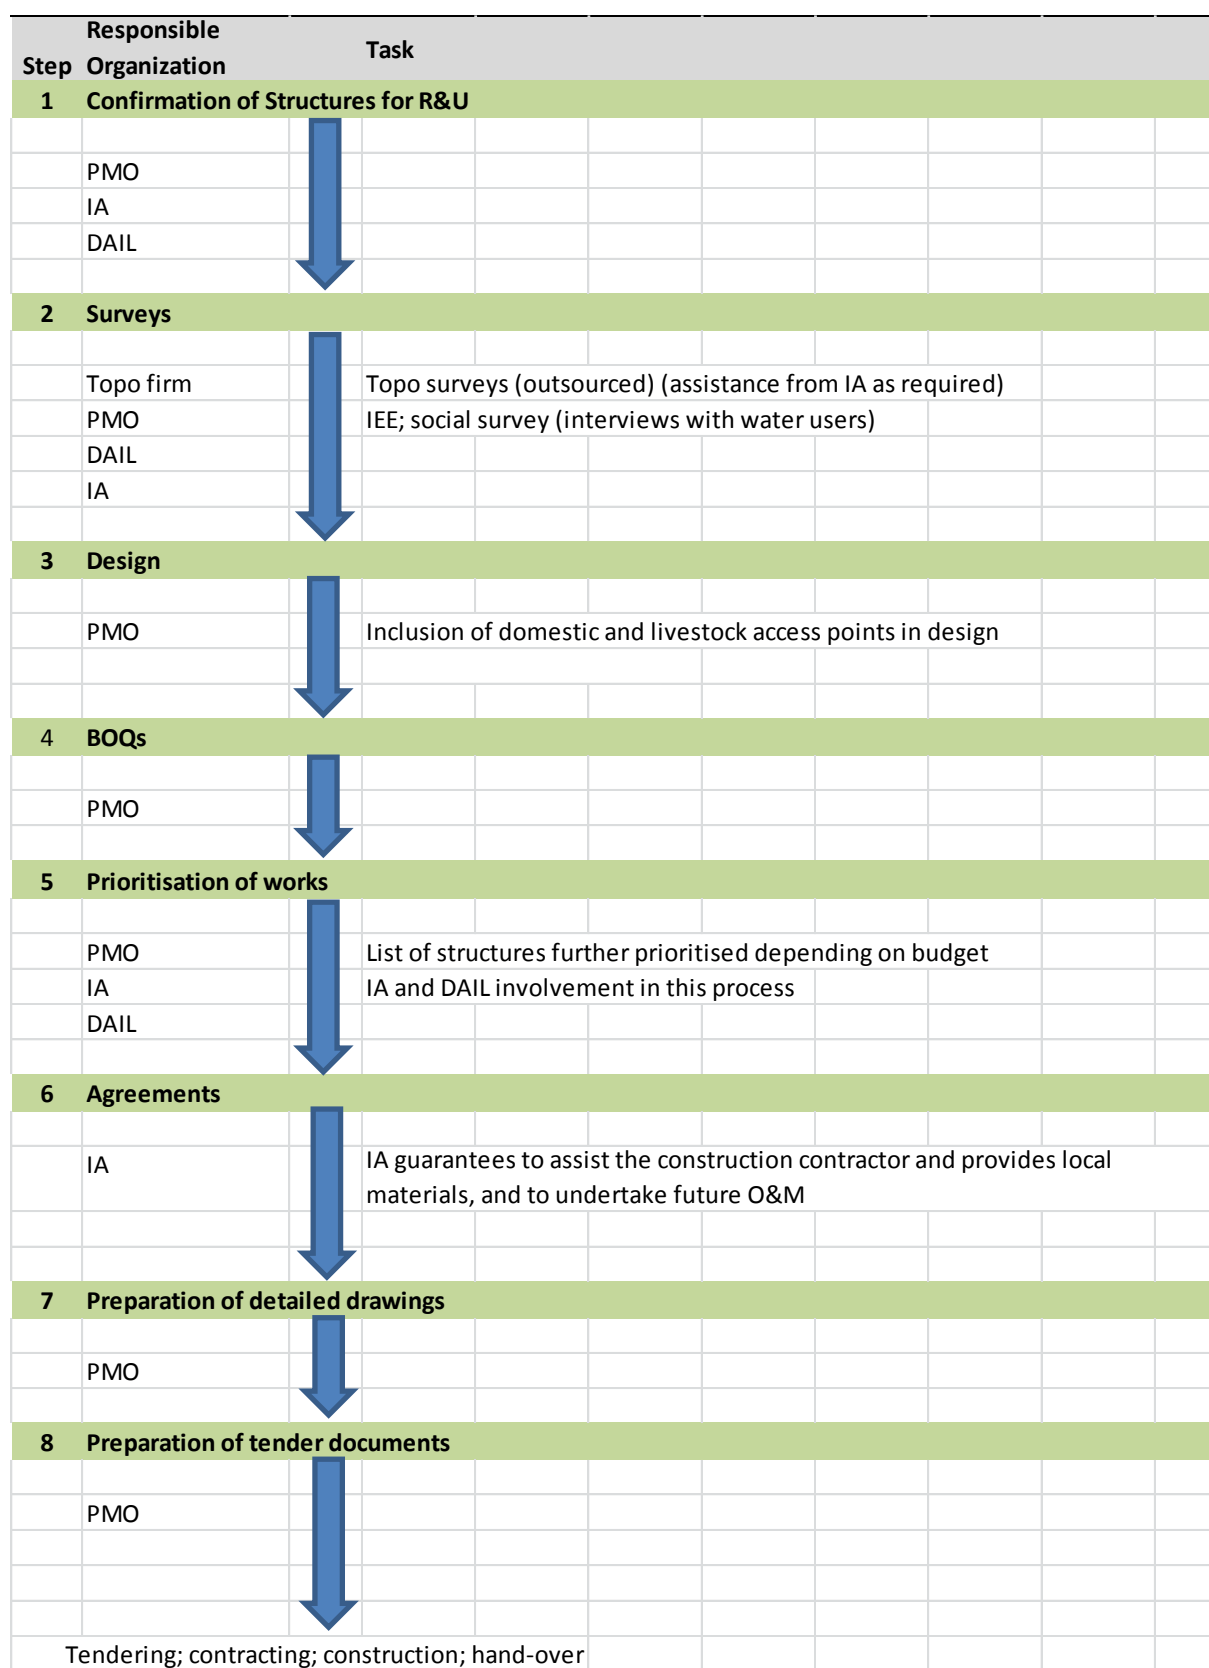 Responsible
Task
Step Organization
1 Confirmation of Structures for R&U
PMO
IA
DAIL
2 Surveys
Topo firm Topo surveys (outsourced) (assistance from IA as required)
PMO IEE; social survey (interviews with water users)
DAIL
IA
3 Design
PMO Inclusion of domestic and livestock access points in design
4 BOQs
PMO
5 Prioritisation of works
PMO List of structures further prioritised depending on budget
IA IA and DAIL involvement in this process
DAIL
6 Agreements
IA IA guarantees to assist the construction contractor and provides local
materials, and to undertake future O&M
7 Preparation of detailed drawings
PMO
8 Preparation of tender documents
PMO
Tendering; contracting; construction; hand-over